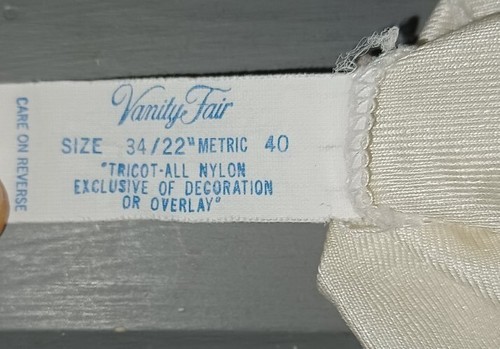 Vanity Fair
SIZE 34/22" METRIC 40
"TRICOT-ALL NYLON
EXCLUSIVE OF DECORATION
OR OVERLAY"
CARE ON REVERSE